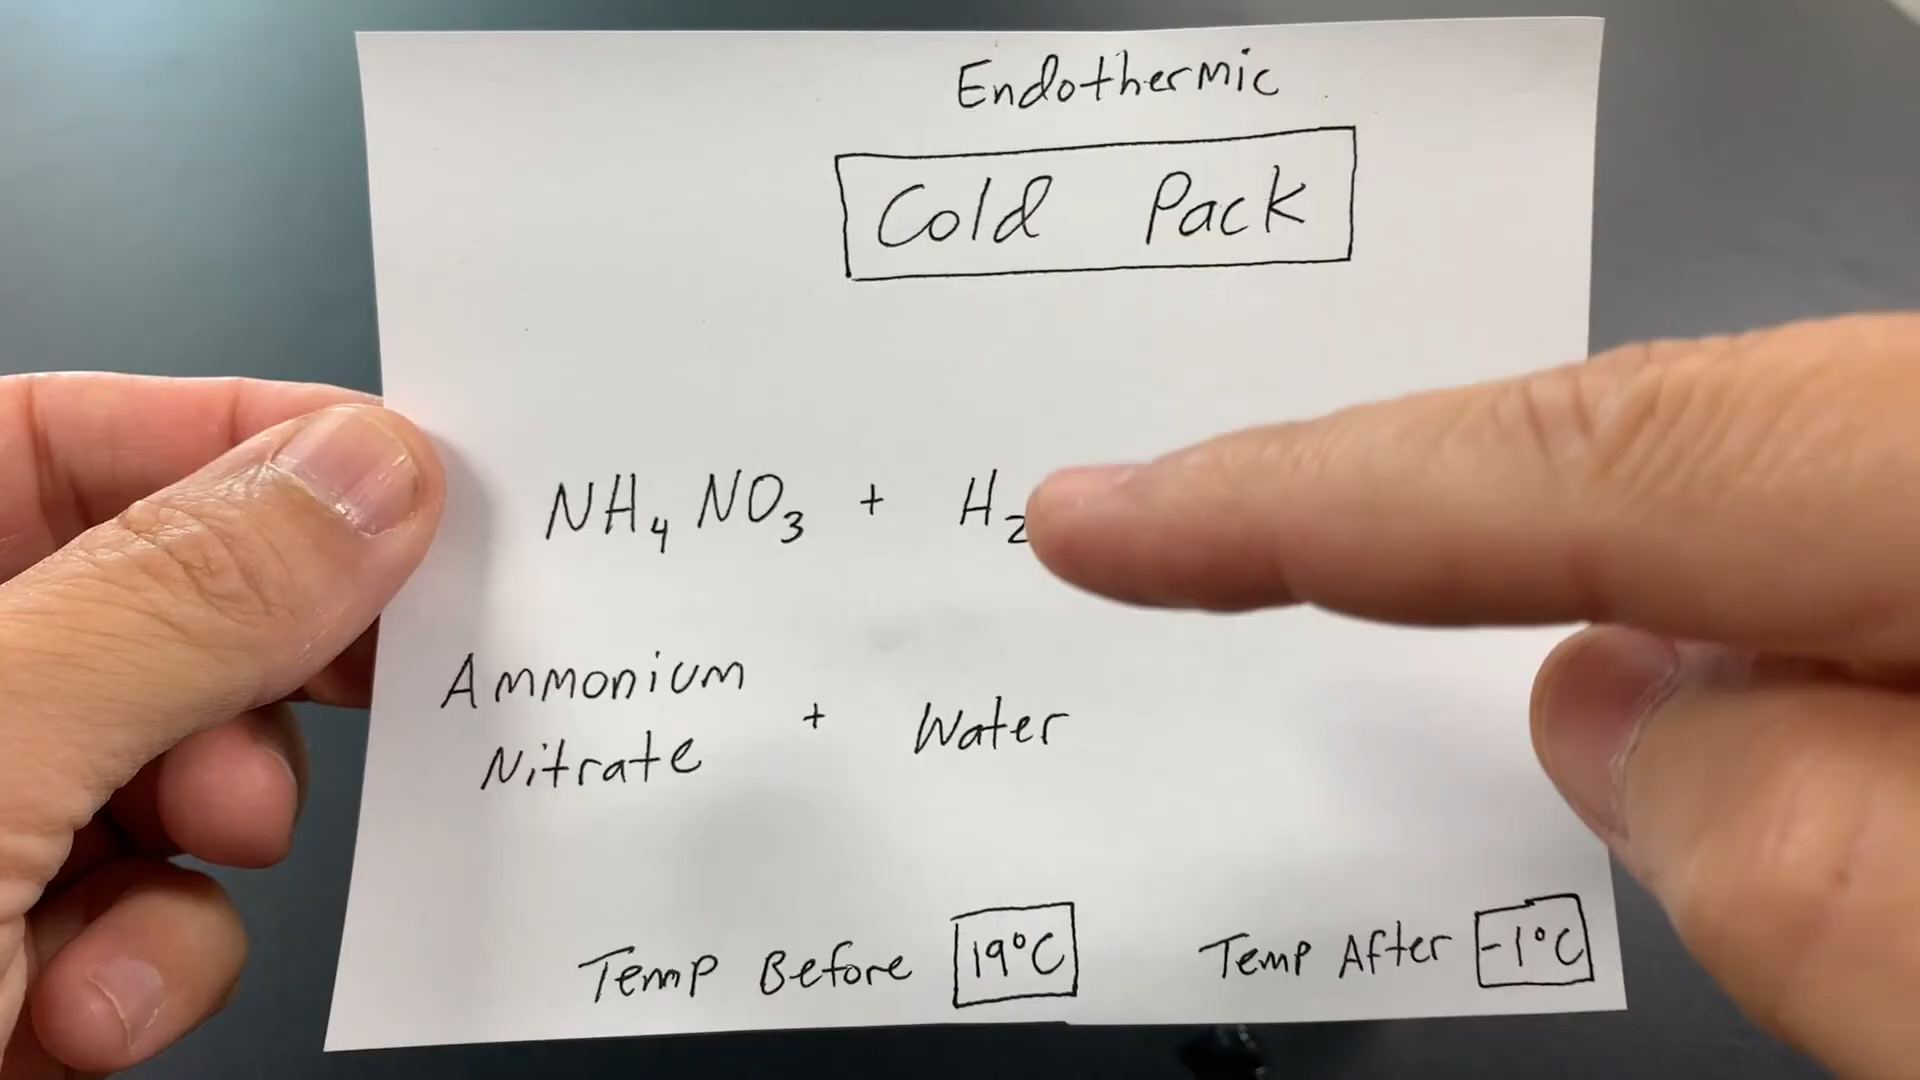 Endothermic
Cold Pack
NH₄NO₃ + H₂
Ammonium
Nitrate + Water
Temp Before 19°C Temp After -1°C